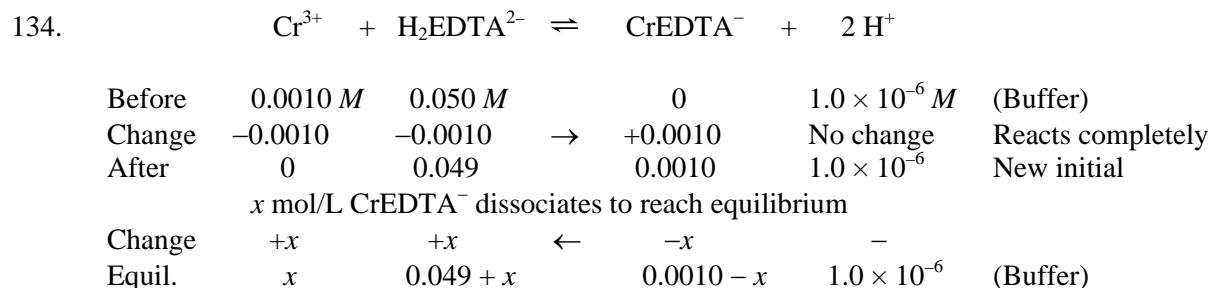 134. Cr³⁺ + H₂EDTA²⁻ ⇌ CrEDTA⁻ + 2 H⁺
Before 0.0010 M 0.050 M 0 1.0 × 10⁻⁶ M (Buffer)
Change −0.0010 −0.0010 → +0.0010 No change Reacts completely
After 0 0.049 0.0010 1.0 × 10⁻⁶ New initial
x mol/L CrEDTA⁻ dissociates to reach equilibrium
Change +x +x ← −x –
Equil. x 0.049 + x 0.0010 − x 1.0 × 10⁻⁶ (Buffer)